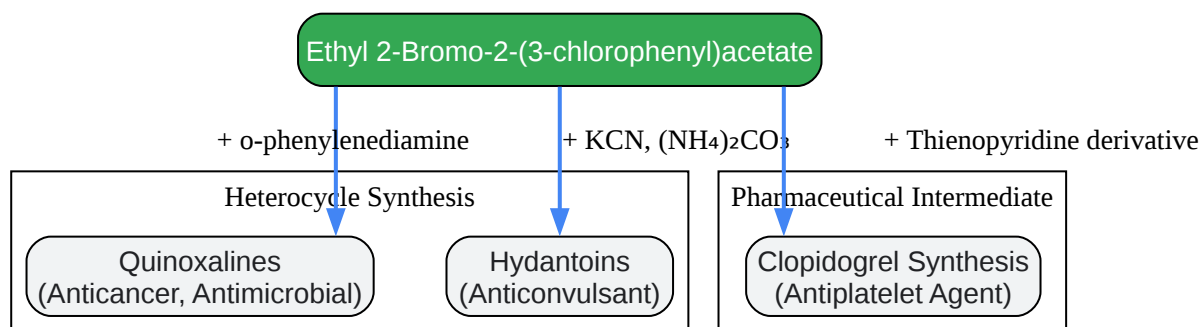 Ethyl 2-Bromo-2-(3-chlorophenyl)acetate
+ o-phenylenediamine
+ KCN, (NH₄)₂CO₃
+ Thienopyridine derivative
Heterocycle Synthesis
Pharmaceutical Intermediate
Quinoxalines
(Anticancer, Antimicrobial)
Hydantoins
(Anticonvulsant)
Clopidogrel Synthesis
(Antiplatelet Agent)